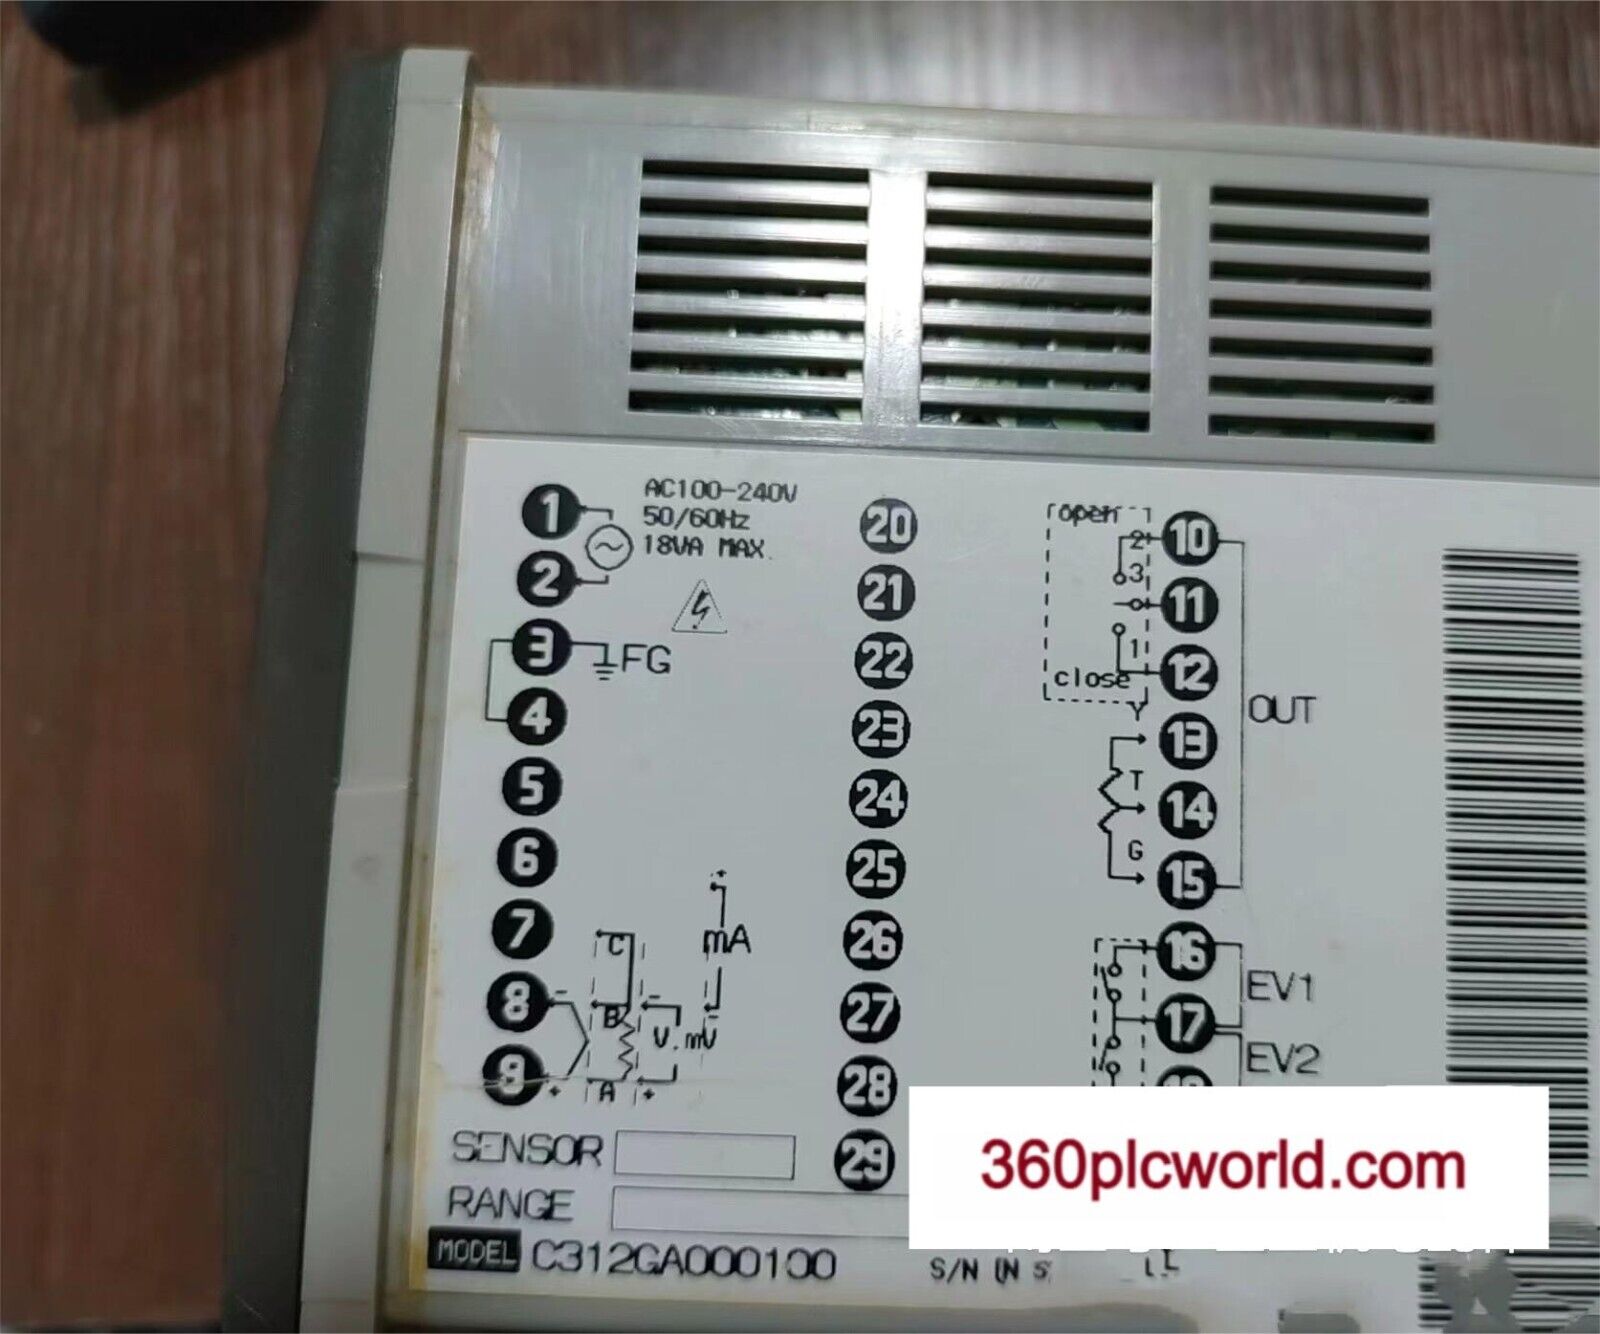 1
AC100-240V
50/60Hz
18VA MAX.
2
3
FG
4
5
6
7
8
9
-
+
C
B
A
-
V. mV
+
+
mA
-
20
21
22
23
24
25
26
27
28
29
open
2
3
1
close
Y
T
G
10
11
12
13
14
15
OUT
16
17
EV1
EV2
SENSOR
RANGE
MODEL C312GA000100
S/N
360plcworld.com